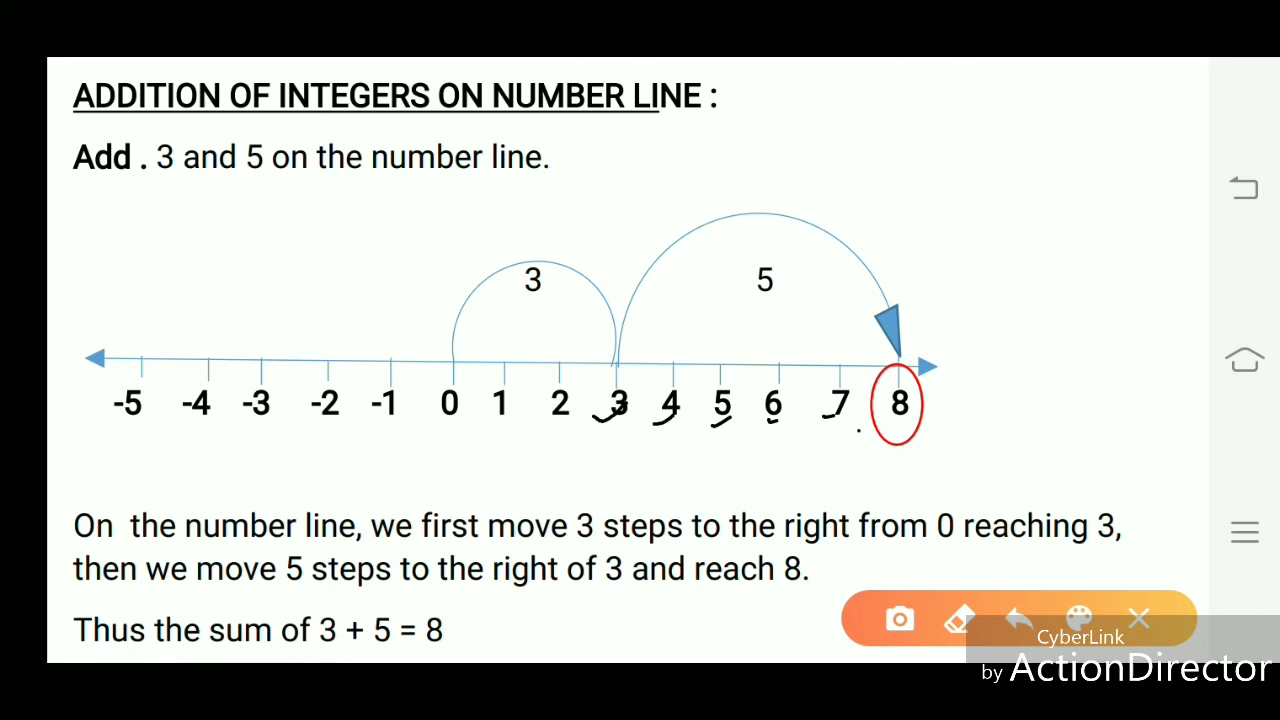 ADDITION OF INTEGERS ON NUMBER LINE :
Add . 3 and 5 on the number line.
3 5
-5 -4 -3 -2 -1 0 1 2 3 4 5 6 7 8
On the number line, we first move 3 steps to the right from 0 reaching 3,
then we move 5 steps to the right of 3 and reach 8.
Thus the sum of 3 + 5 = 8
CyberLink
by ActionDirector